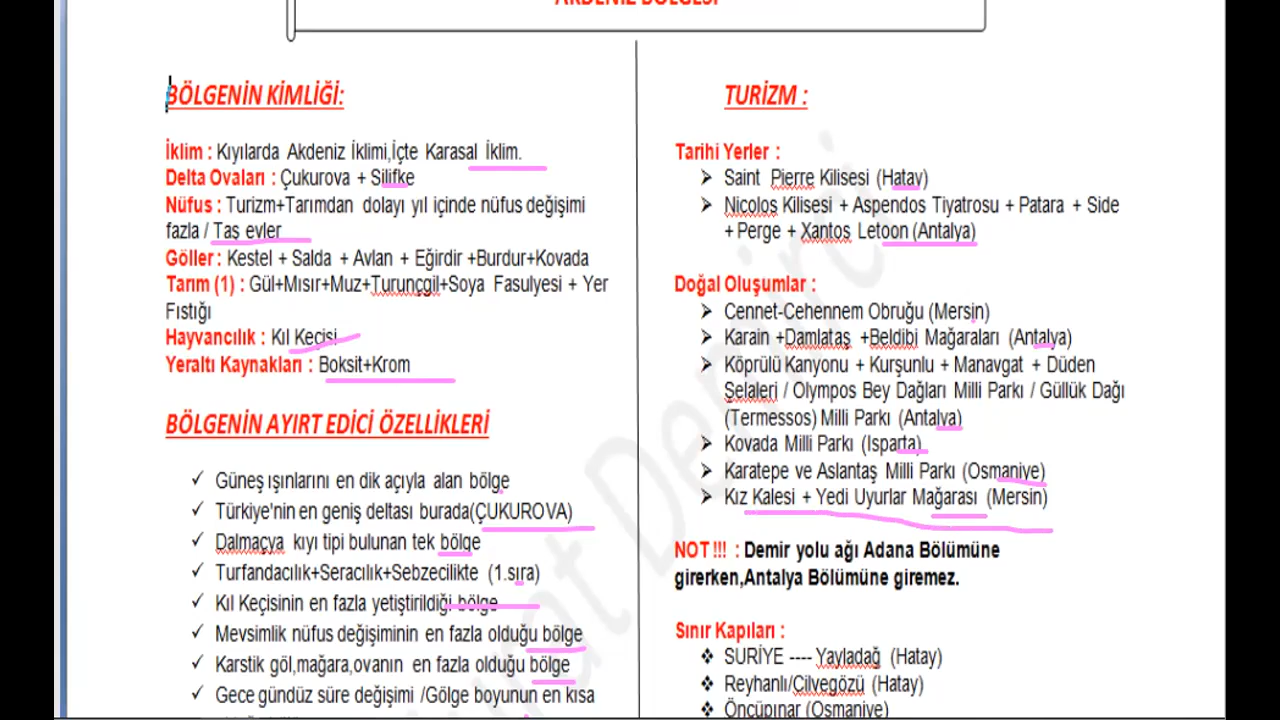 AKDENİZ BÖLGESİ
BÖLGENİN KİMLİĞİ:
İklim : Kıyılarda Akdeniz İklimi,İçte Karasal İklim.
Delta Ovaları : Çukurova + Silifke
Nüfus : Turizm+Tarımdan dolayı yıl içinde nüfus değişimi
fazla / Taş evler
Göller : Kestel + Salda + Avlan + Eğirdir +Burdur+Kovada
Tarım (1) : Gül+Mısır+Muz+Turunçgil+Soya Fasulyesi + Yer
Fıstığı
Hayvancılık : Kıl Keçisi
Yeraltı Kaynakları : Boksit+Krom
BÖLGENİN AYIRT EDİCİ ÖZELLİKLERİ
✓ Güneş ışınlarını en dik açıyla alan bölge
✓ Türkiye'nin en geniş deltası burada(ÇUKUROVA)
✓ Dalmaçya kıyı tipi bulunan tek bölge
✓ Turfandacılık+Seracılık+Sebzecilikte (1.sıra)
✓ Kıl Keçisinin en fazla yetiştirildiği bölge
✓ Mevsimlik nüfus değişiminin en fazla olduğu bölge
✓ Karstik göl,mağara,ovanın en fazla olduğu bölge
✓ Gece gündüz süre değişimi /Gölge boyunun en kısa
TURİZM :
Tarihi Yerler :
➤ Saint Pierre Kilisesi (Hatay)
➤ Nicolos Kilisesi + Aspendos Tiyatrosu + Patara + Side
+ Perge + Xantos Letoon (Antalya)
Doğal Oluşumlar :
➤ Cennet-Cehennem Obruğu (Mersin)
➤ Karain +Damlataş +Beldibi Mağaraları (Antalya)
➤ Köprülü Kanyonu + Kurşunlu + Manavgat + Düden
Şelaleri / Olympos Bey Dağları Milli Parkı / Güllük Dağı
(Termessos) Milli Parkı (Antalya)
➤ Kovada Milli Parkı (Isparta)
➤ Karatepe ve Aslantaş Milli Parkı (Osmaniye)
➤ Kız Kalesi + Yedi Uyurlar Mağarası (Mersin)
NOT !!! : Demir yolu ağı Adana Bölümüne
girerken,Antalya Bölümüne giremez.
Sınır Kapıları :
❖ SURİYE ---- Yayladağ (Hatay)
❖ Reyhanlı/Cilvegözü (Hatay)
❖ Öncüpınar (Osmaniye)